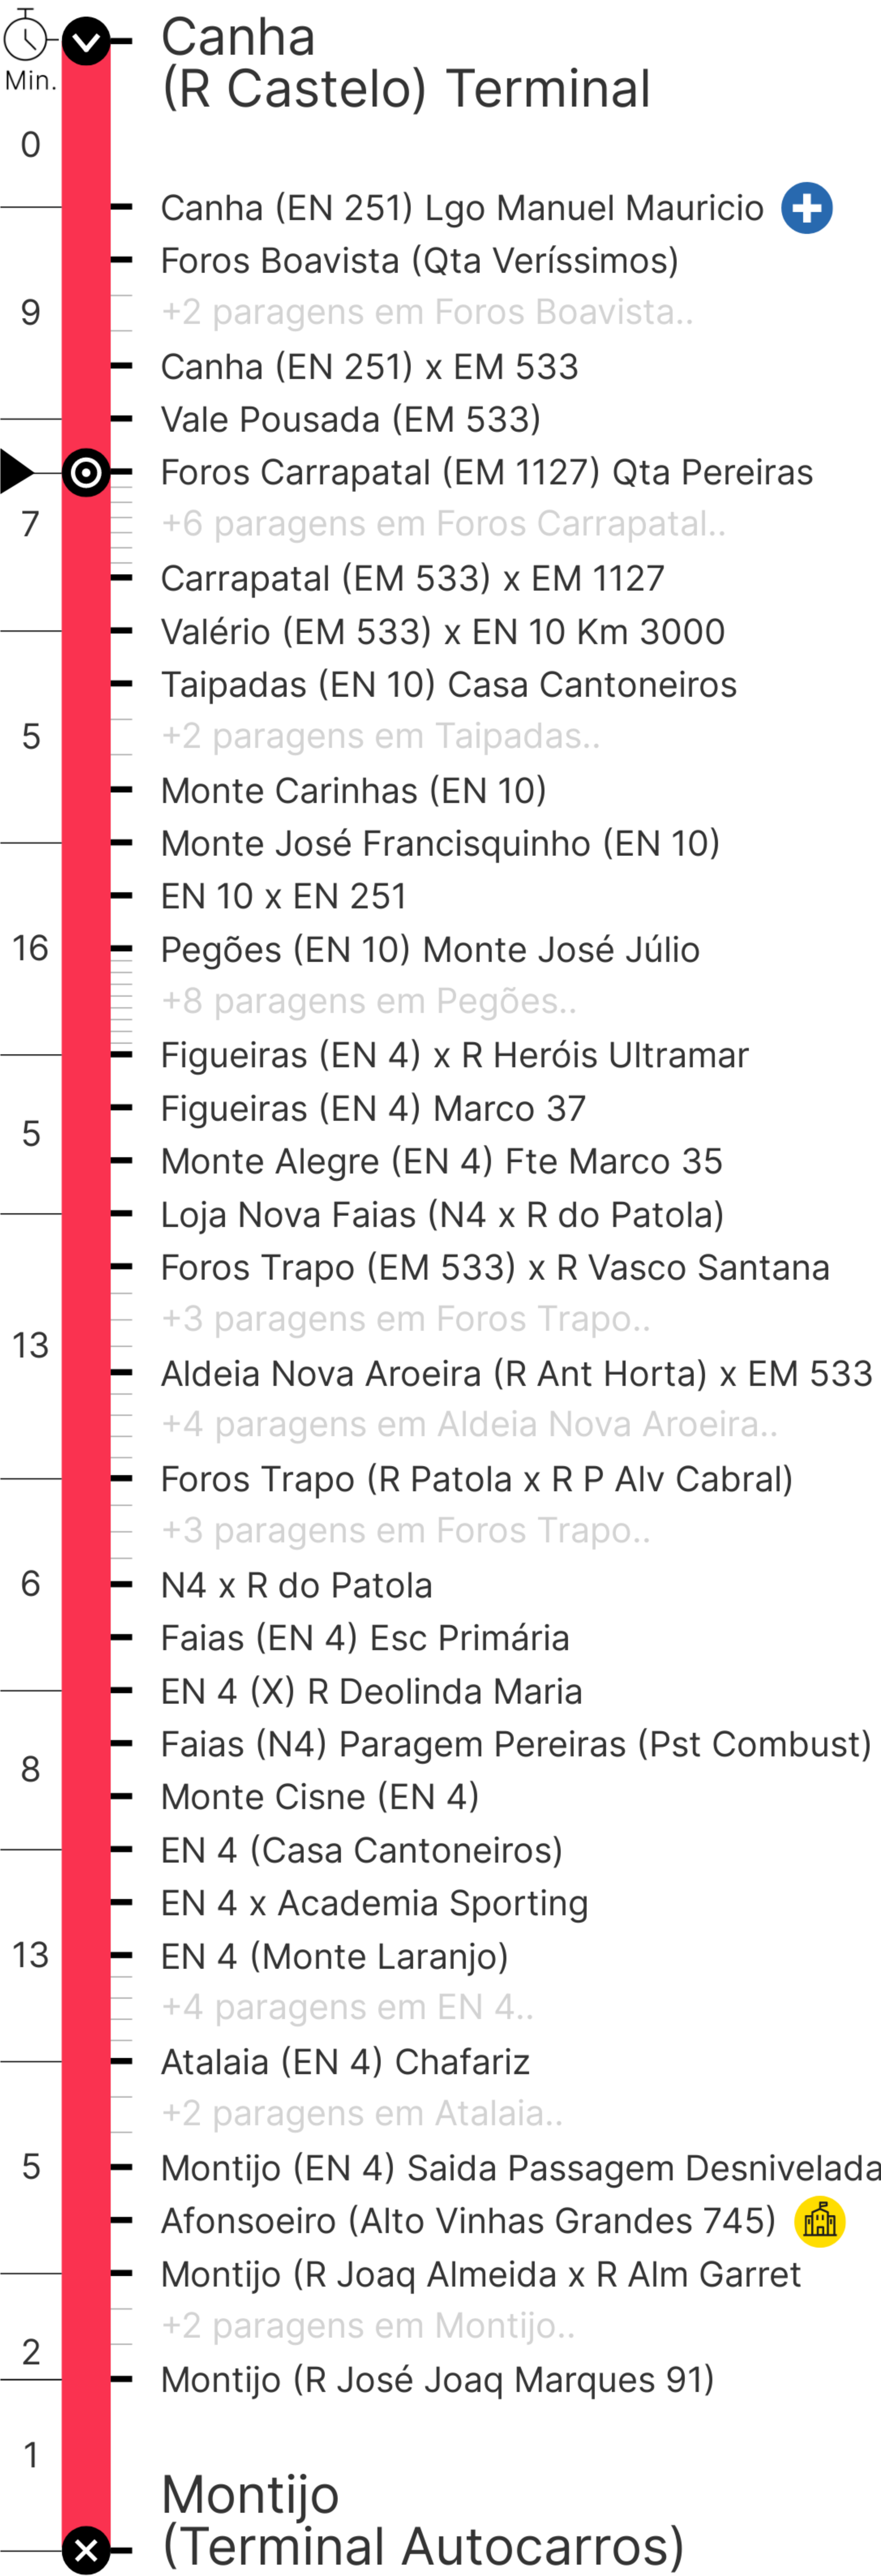 Canha
(R Castelo) Terminal
Min.
0
Canha (EN 251) Lgo Manuel Mauricio
Foros Boavista (Qta Veríssimos)
9
+2 paragens em Foros Boavista..
Canha (EN 251) x EM 533
Vale Pousada (EM 533)
Foros Carrapatal (EM 1127) Qta Pereiras
7
+6 paragens em Foros Carrapatal..
Carrapatal (EM 533) x EM 1127
Valério (EM 533) x EN 10 Km 3000
Taipadas (EN 10) Casa Cantoneiros
5
+2 paragens em Taipadas..
Monte Carinhas (EN 10)
Monte José Francisquinho (EN 10)
EN 10 x EN 251
16
Pegões (EN 10) Monte José Júlio
+8 paragens em Pegões..
Figueiras (EN 4) x R Heróis Ultramar
Figueiras (EN 4) Marco 37
5
Monte Alegre (EN 4) Fte Marco 35
Loja Nova Faias (N4 x R do Patola)
Foros Trapo (EM 533) x R Vasco Santana
+3 paragens em Foros Trapo..
13
Aldeia Nova Aroeira (R Ant Horta) x EM 533
+4 paragens em Aldeia Nova Aroeira..
Foros Trapo (R Patola x R P Alv Cabral)
+3 paragens em Foros Trapo..
6
N4 x R do Patola
Faias (EN 4) Esc Primária
EN 4 (X) R Deolinda Maria
Faias (N4) Paragem Pereiras (Pst Combust)
8
Monte Cisne (EN 4)
EN 4 (Casa Cantoneiros)
EN 4 x Academia Sporting
13
EN 4 (Monte Laranjo)
+4 paragens em EN 4..
Atalaia (EN 4) Chafariz
+2 paragens em Atalaia..
5
Montijo (EN 4) Saida Passagem Desnivelada
Afonsoeiro (Alto Vinhas Grandes 745)
Montijo (R Joaq Almeida x R Alm Garret
+2 paragens em Montijo..
2
Montijo (R José Joaq Marques 91)
1
Montijo
(Terminal Autocarros)